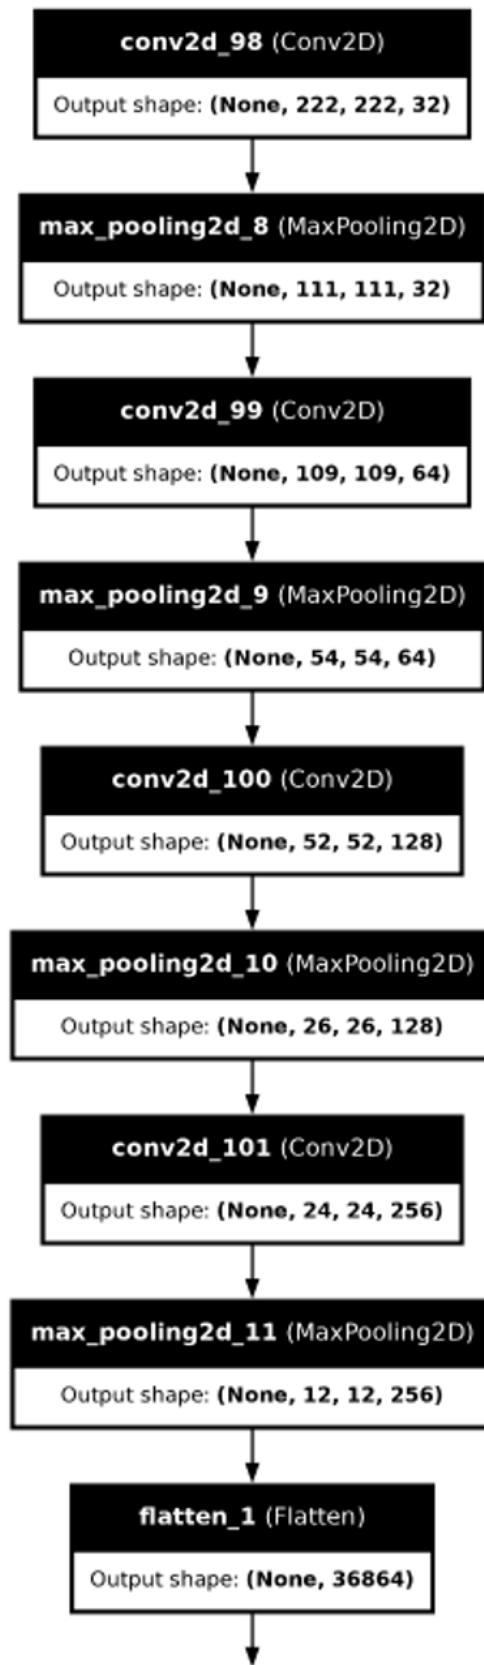 conv2d_98 (Conv2D)
Output shape: (None, 222, 222, 32)
max_pooling2d_8 (MaxPooling2D)
Output shape: (None, 111, 111, 32)
conv2d_99 (Conv2D)
Output shape: (None, 109, 109, 64)
max_pooling2d_9 (MaxPooling2D)
Output shape: (None, 54, 54, 64)
conv2d_100 (Conv2D)
Output shape: (None, 52, 52, 128)
max_pooling2d_10 (MaxPooling2D)
Output shape: (None, 26, 26, 128)
conv2d_101 (Conv2D)
Output shape: (None, 24, 24, 256)
max_pooling2d_11 (MaxPooling2D)
Output shape: (None, 12, 12, 256)
flatten_1 (Flatten)
Output shape: (None, 36864)